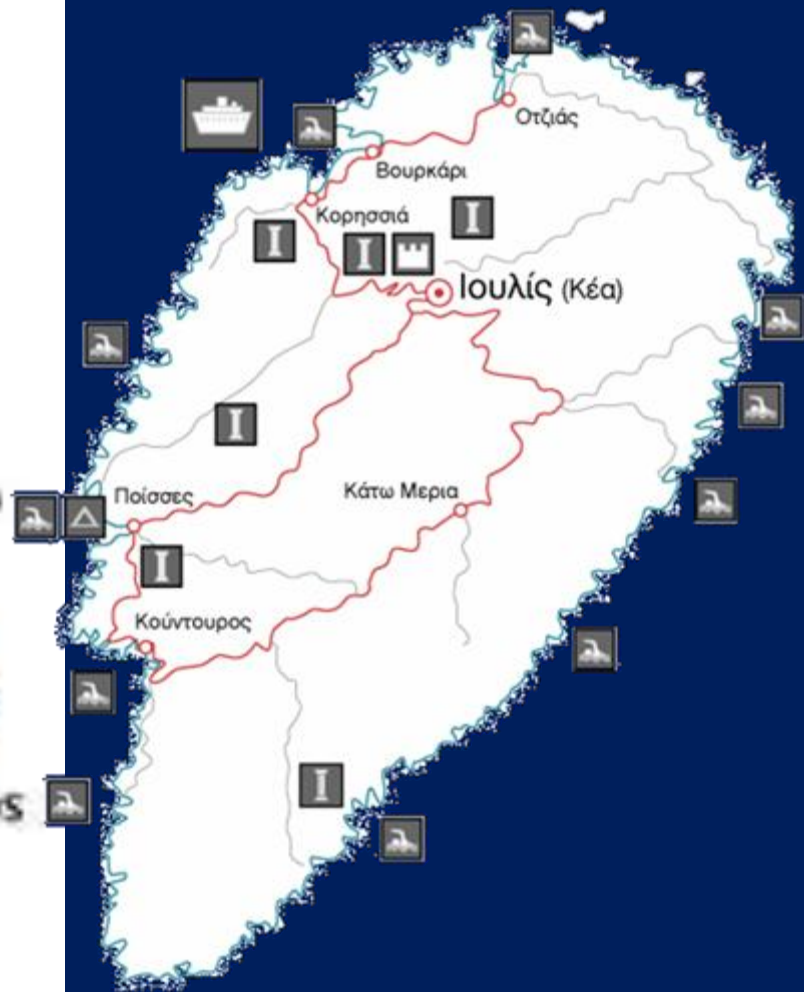 Οτζιάς
Βουρκάρι
Κορησσιά
Ιουλίς (Κέα)
Ποίσσες
Κάτω Μερια
Κούντουρος